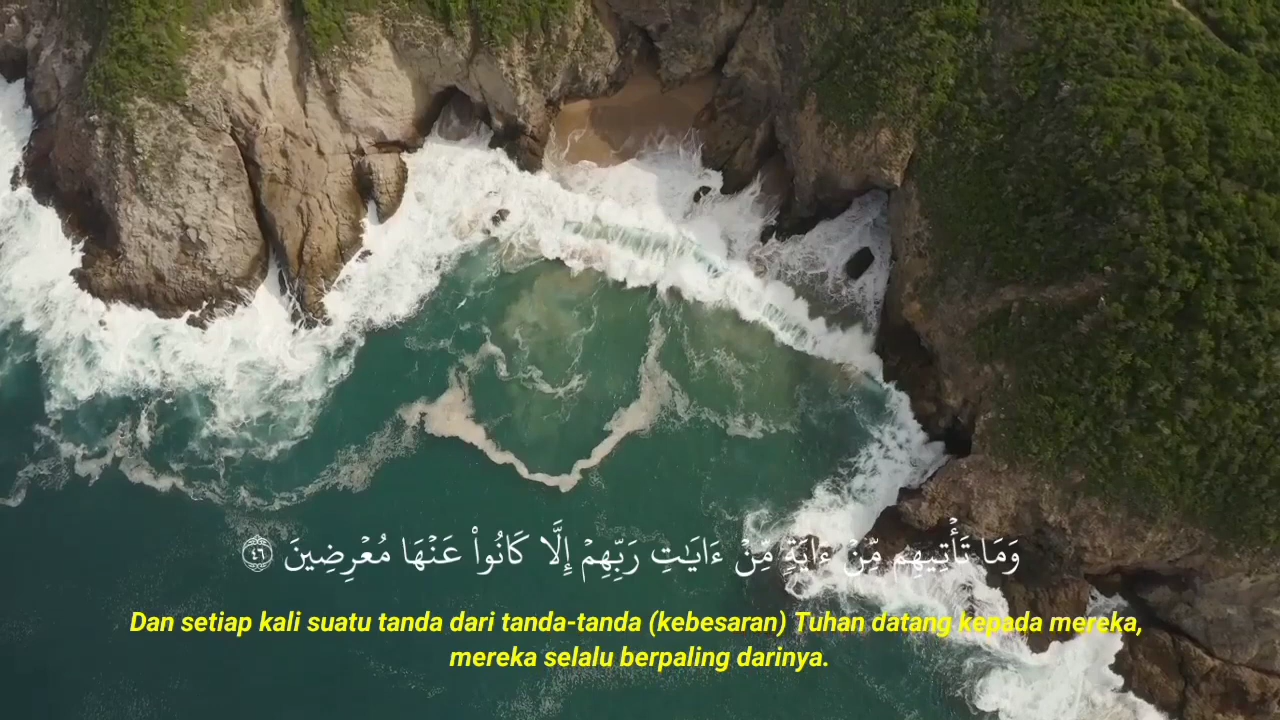 وَمَا تَأْتِيهِم مِّنْ ءَايَةٍ مِّنْ ءَايَٰتِ رَبِّهِمْ إِلَّا كَانُوا۟ عَنْهَا مُعْرِضِينَ ٤٦
Dan setiap kali suatu tanda dari tanda-tanda (kebesaran) Tuhan datang kepada mereka,
mereka selalu berpaling darinya.